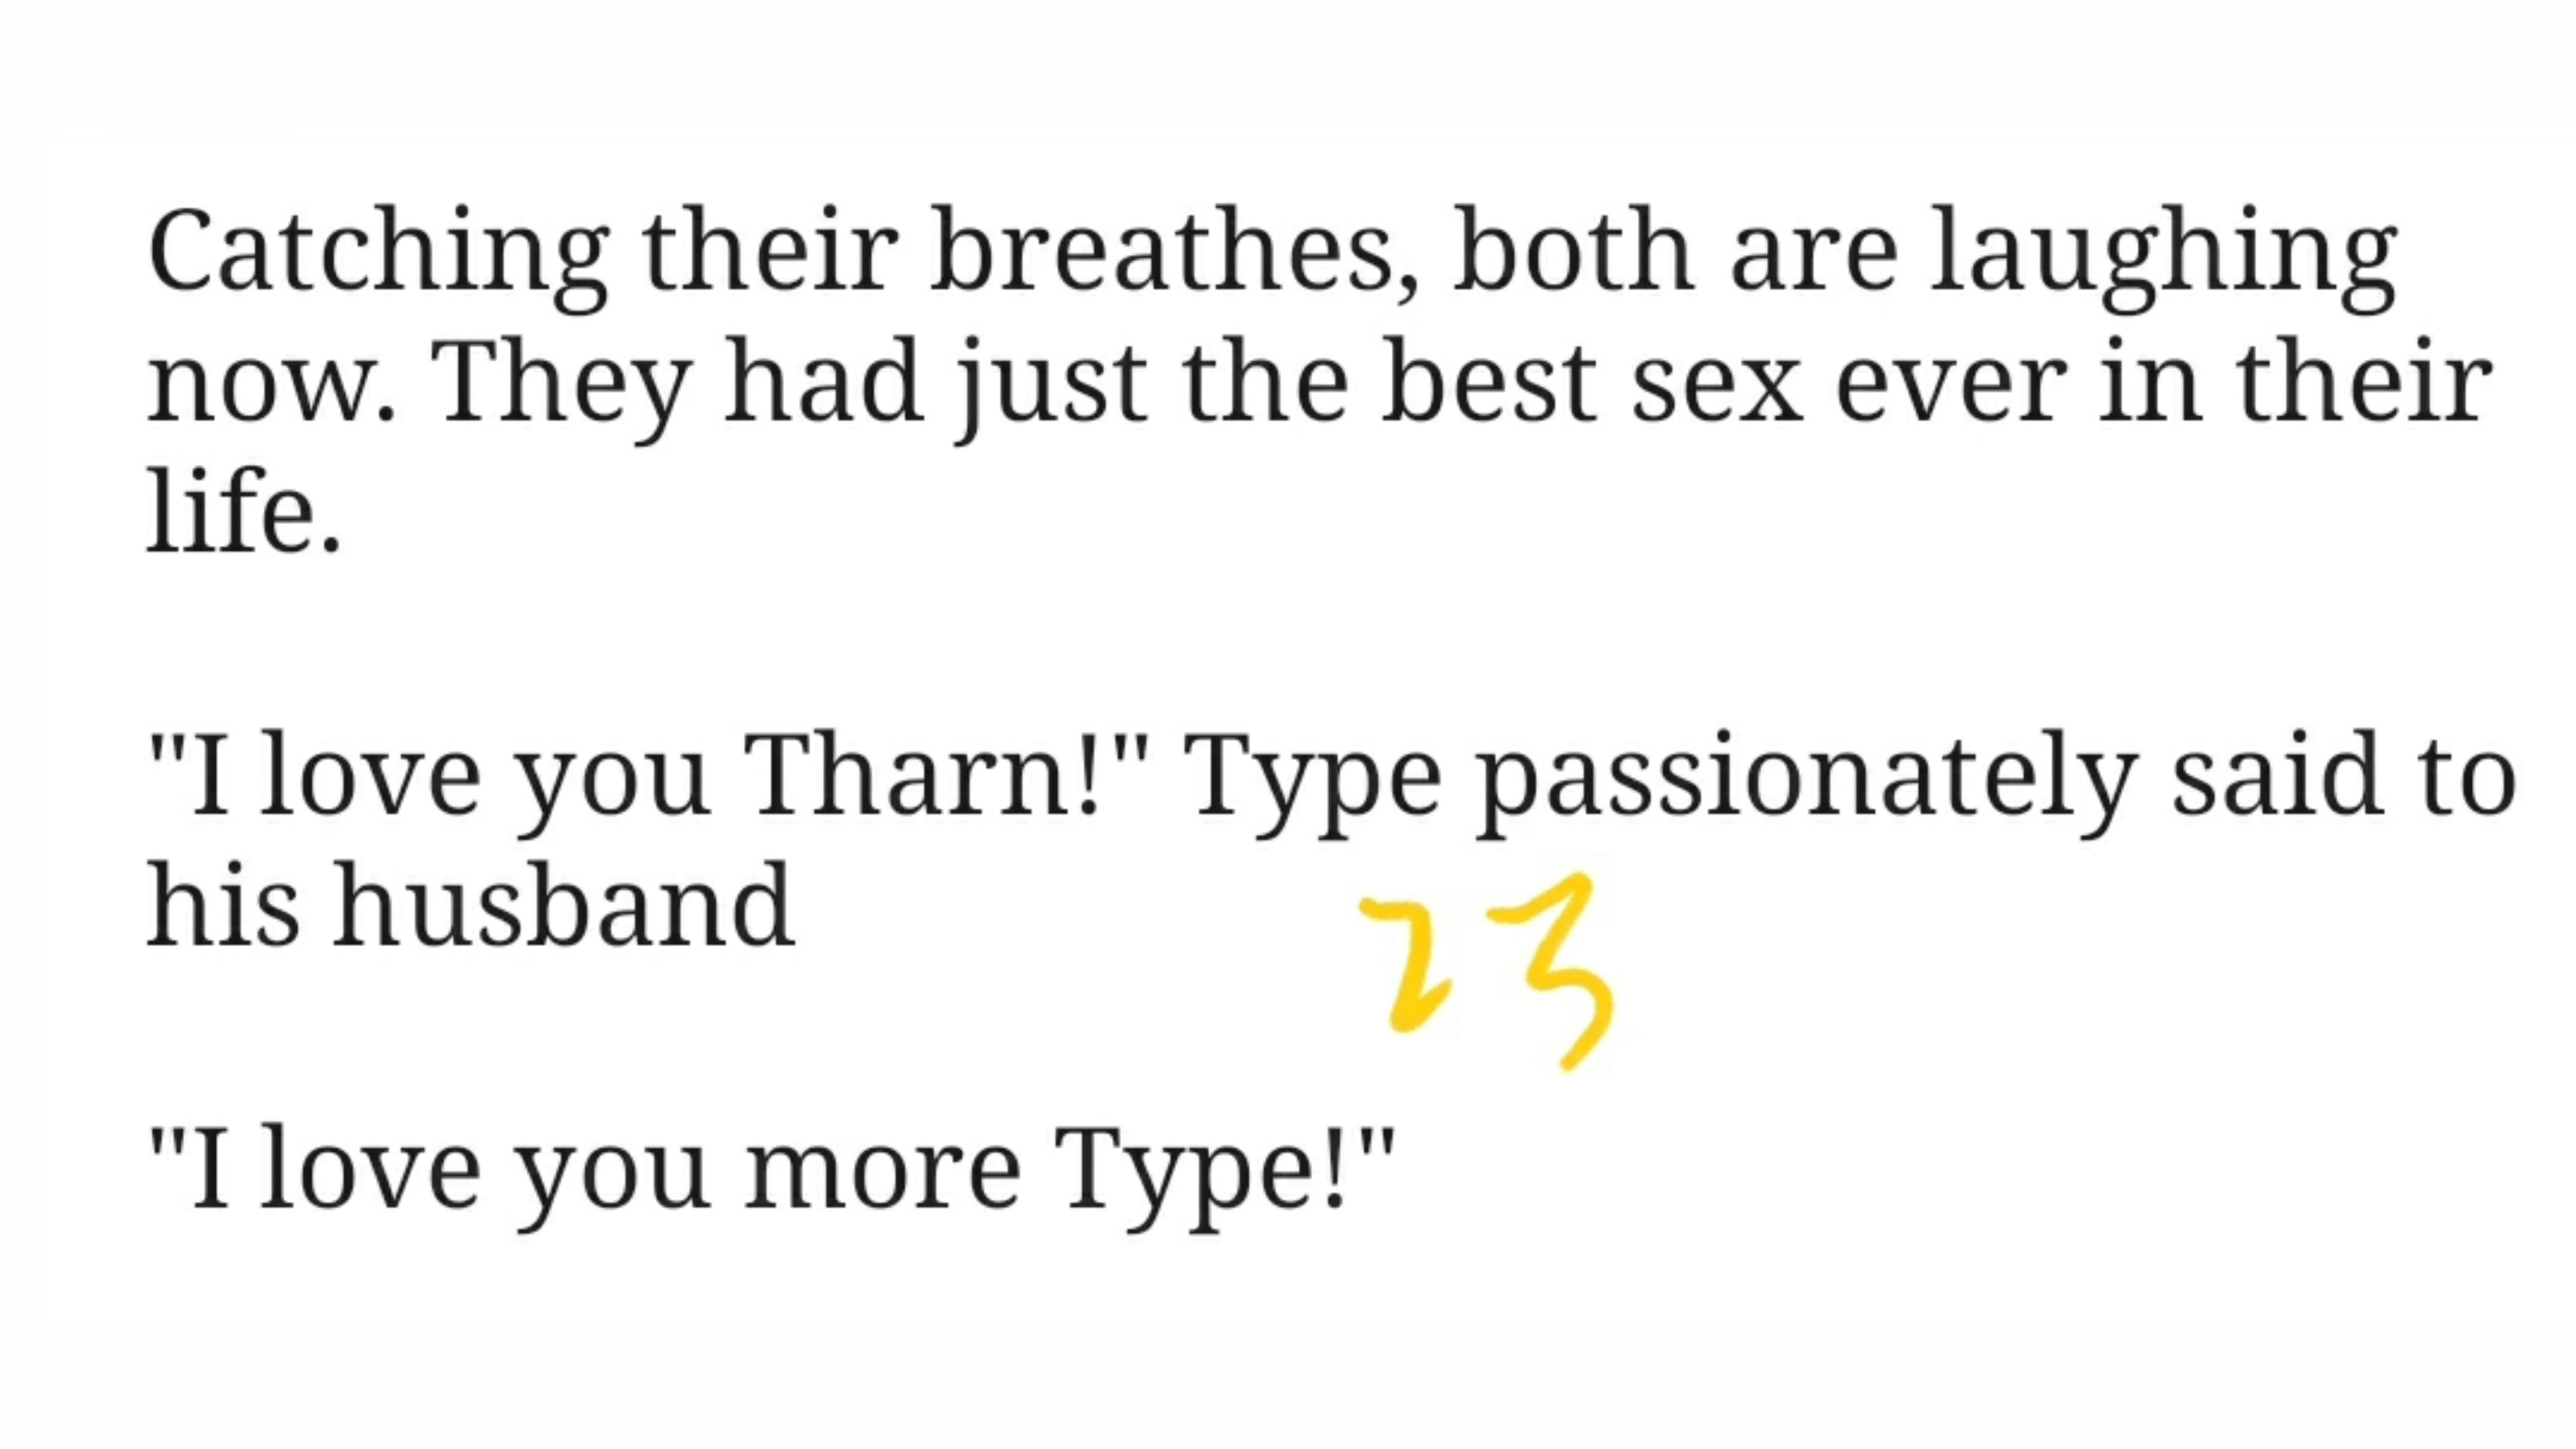 Catching their breathes, both are laughing
now. They had just the best sex ever in their
life.
"I love you Tharn!" Type passionately said to
his husband
23
"I love you more Type!"